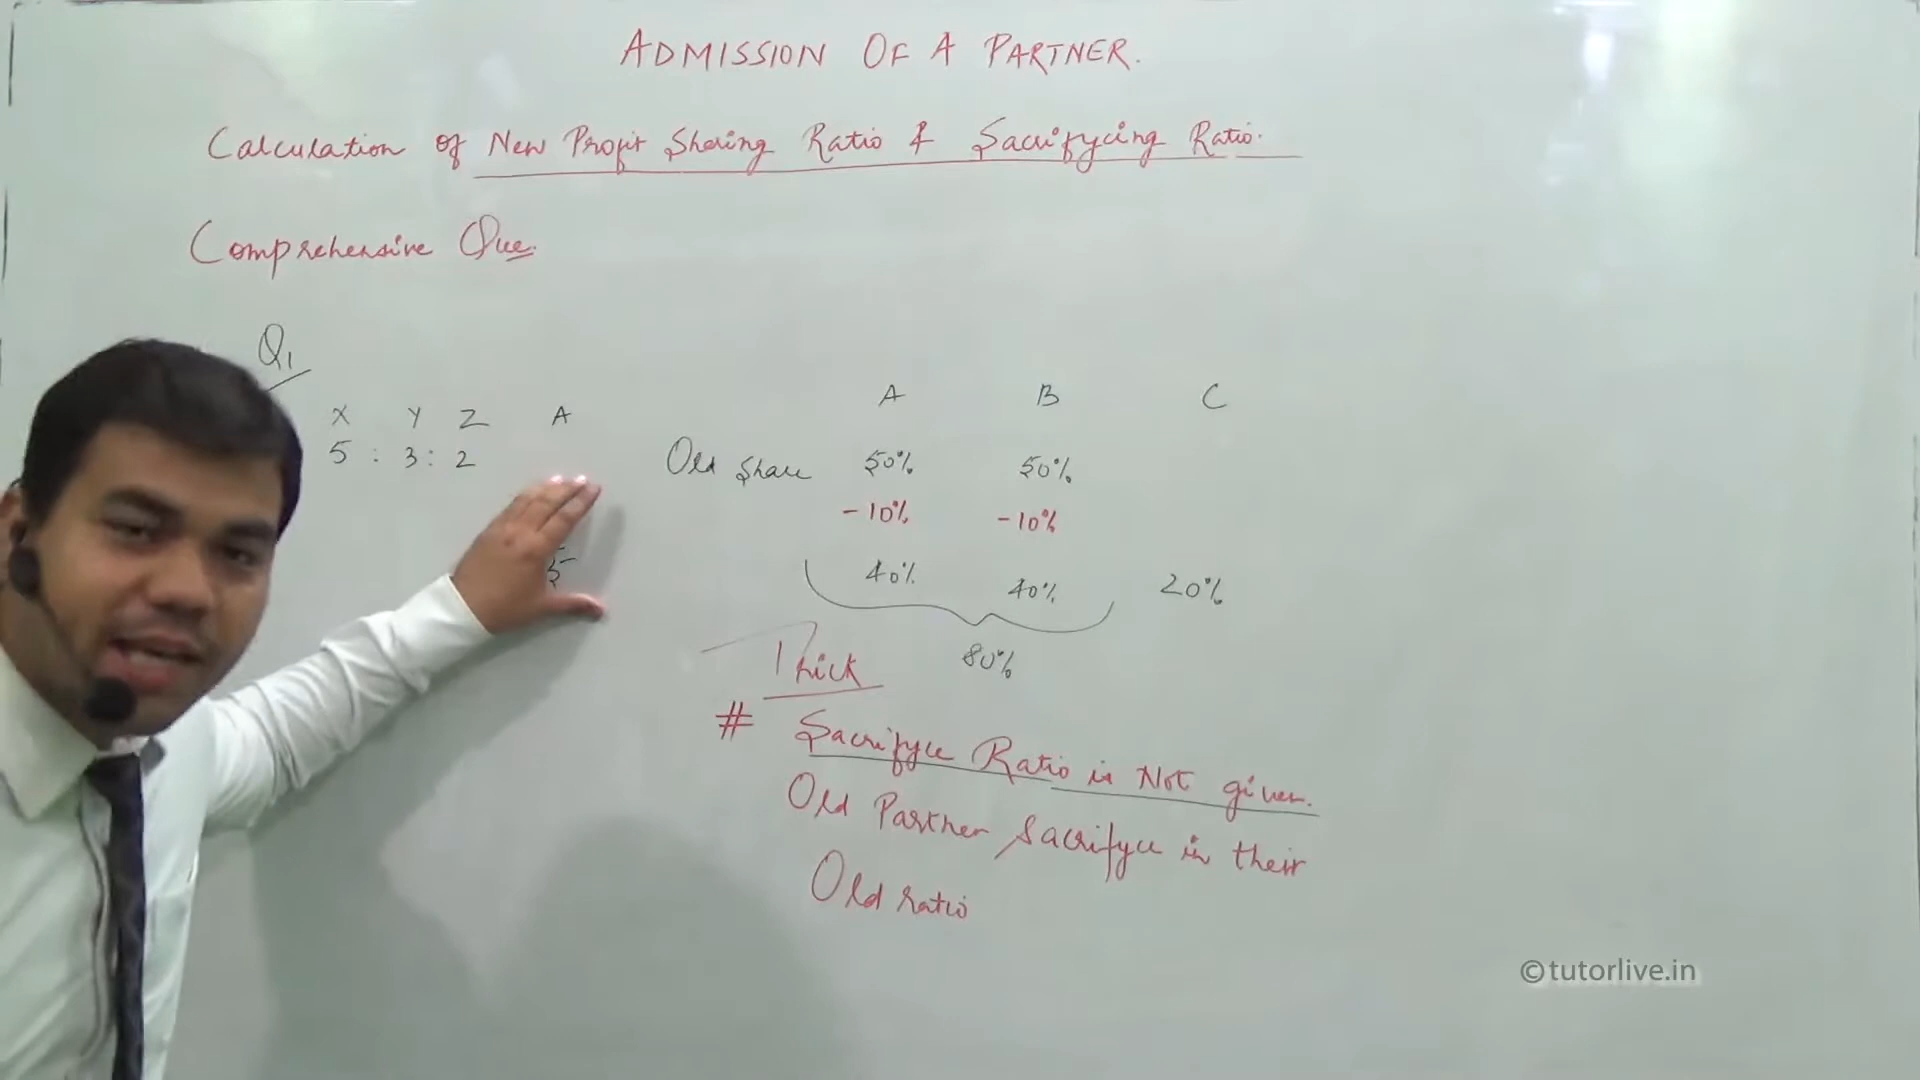 ADMISSION OF A PARTNER.
Calculation of New Profit Sharing Ratio & Sacrifycing Ratio.
Comprehensive Que.
Q1
X Y Z A
5 : 3 : 2
A B C
Old Share 50% 50%
-10% -10%
40% 40% 20%
80%
Trick
# Sacrifyce Ratio is Not given.
Old Partner Sacrifyce in their
Old ratio
©tutorlive.in